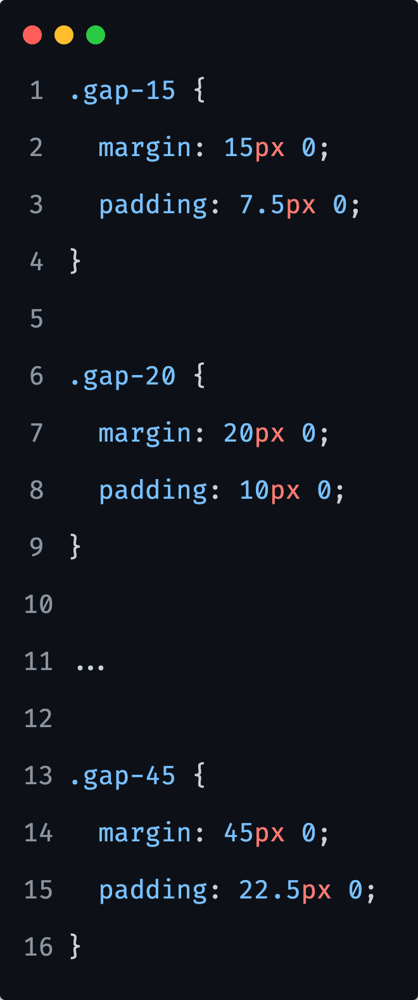 1 .gap-15 {
2   margin: 15px 0;
3   padding: 7.5px 0;
4 }
5
6 .gap-20 {
7   margin: 20px 0;
8   padding: 10px 0;
9 }
10
11 ...
12
13 .gap-45 {
14   margin: 45px 0;
15   padding: 22.5px 0;
16 }